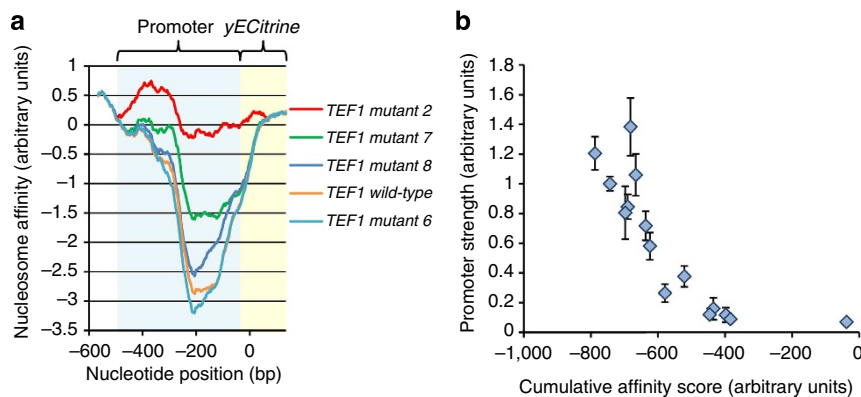 a
Promoter yECitrine
Nucleosome affinity (arbitrary units)
1
0.5
0
–0.5
–1
–1.5
–2
–2.5
–3
–3.5
–600 –400 –200 0
Nucleotide position (bp)
TEF1 mutant 2
TEF1 mutant 7
TEF1 mutant 8
TEF1 wild-type
TEF1 mutant 6
b
Promoter strength (arbitrary units)
1.8
1.6
1.4
1.2
1
0.8
0.6
0.4
0.2
0
–1,000 –800 –600 –400 –200 0
Cumulative affinity score (arbitrary units)